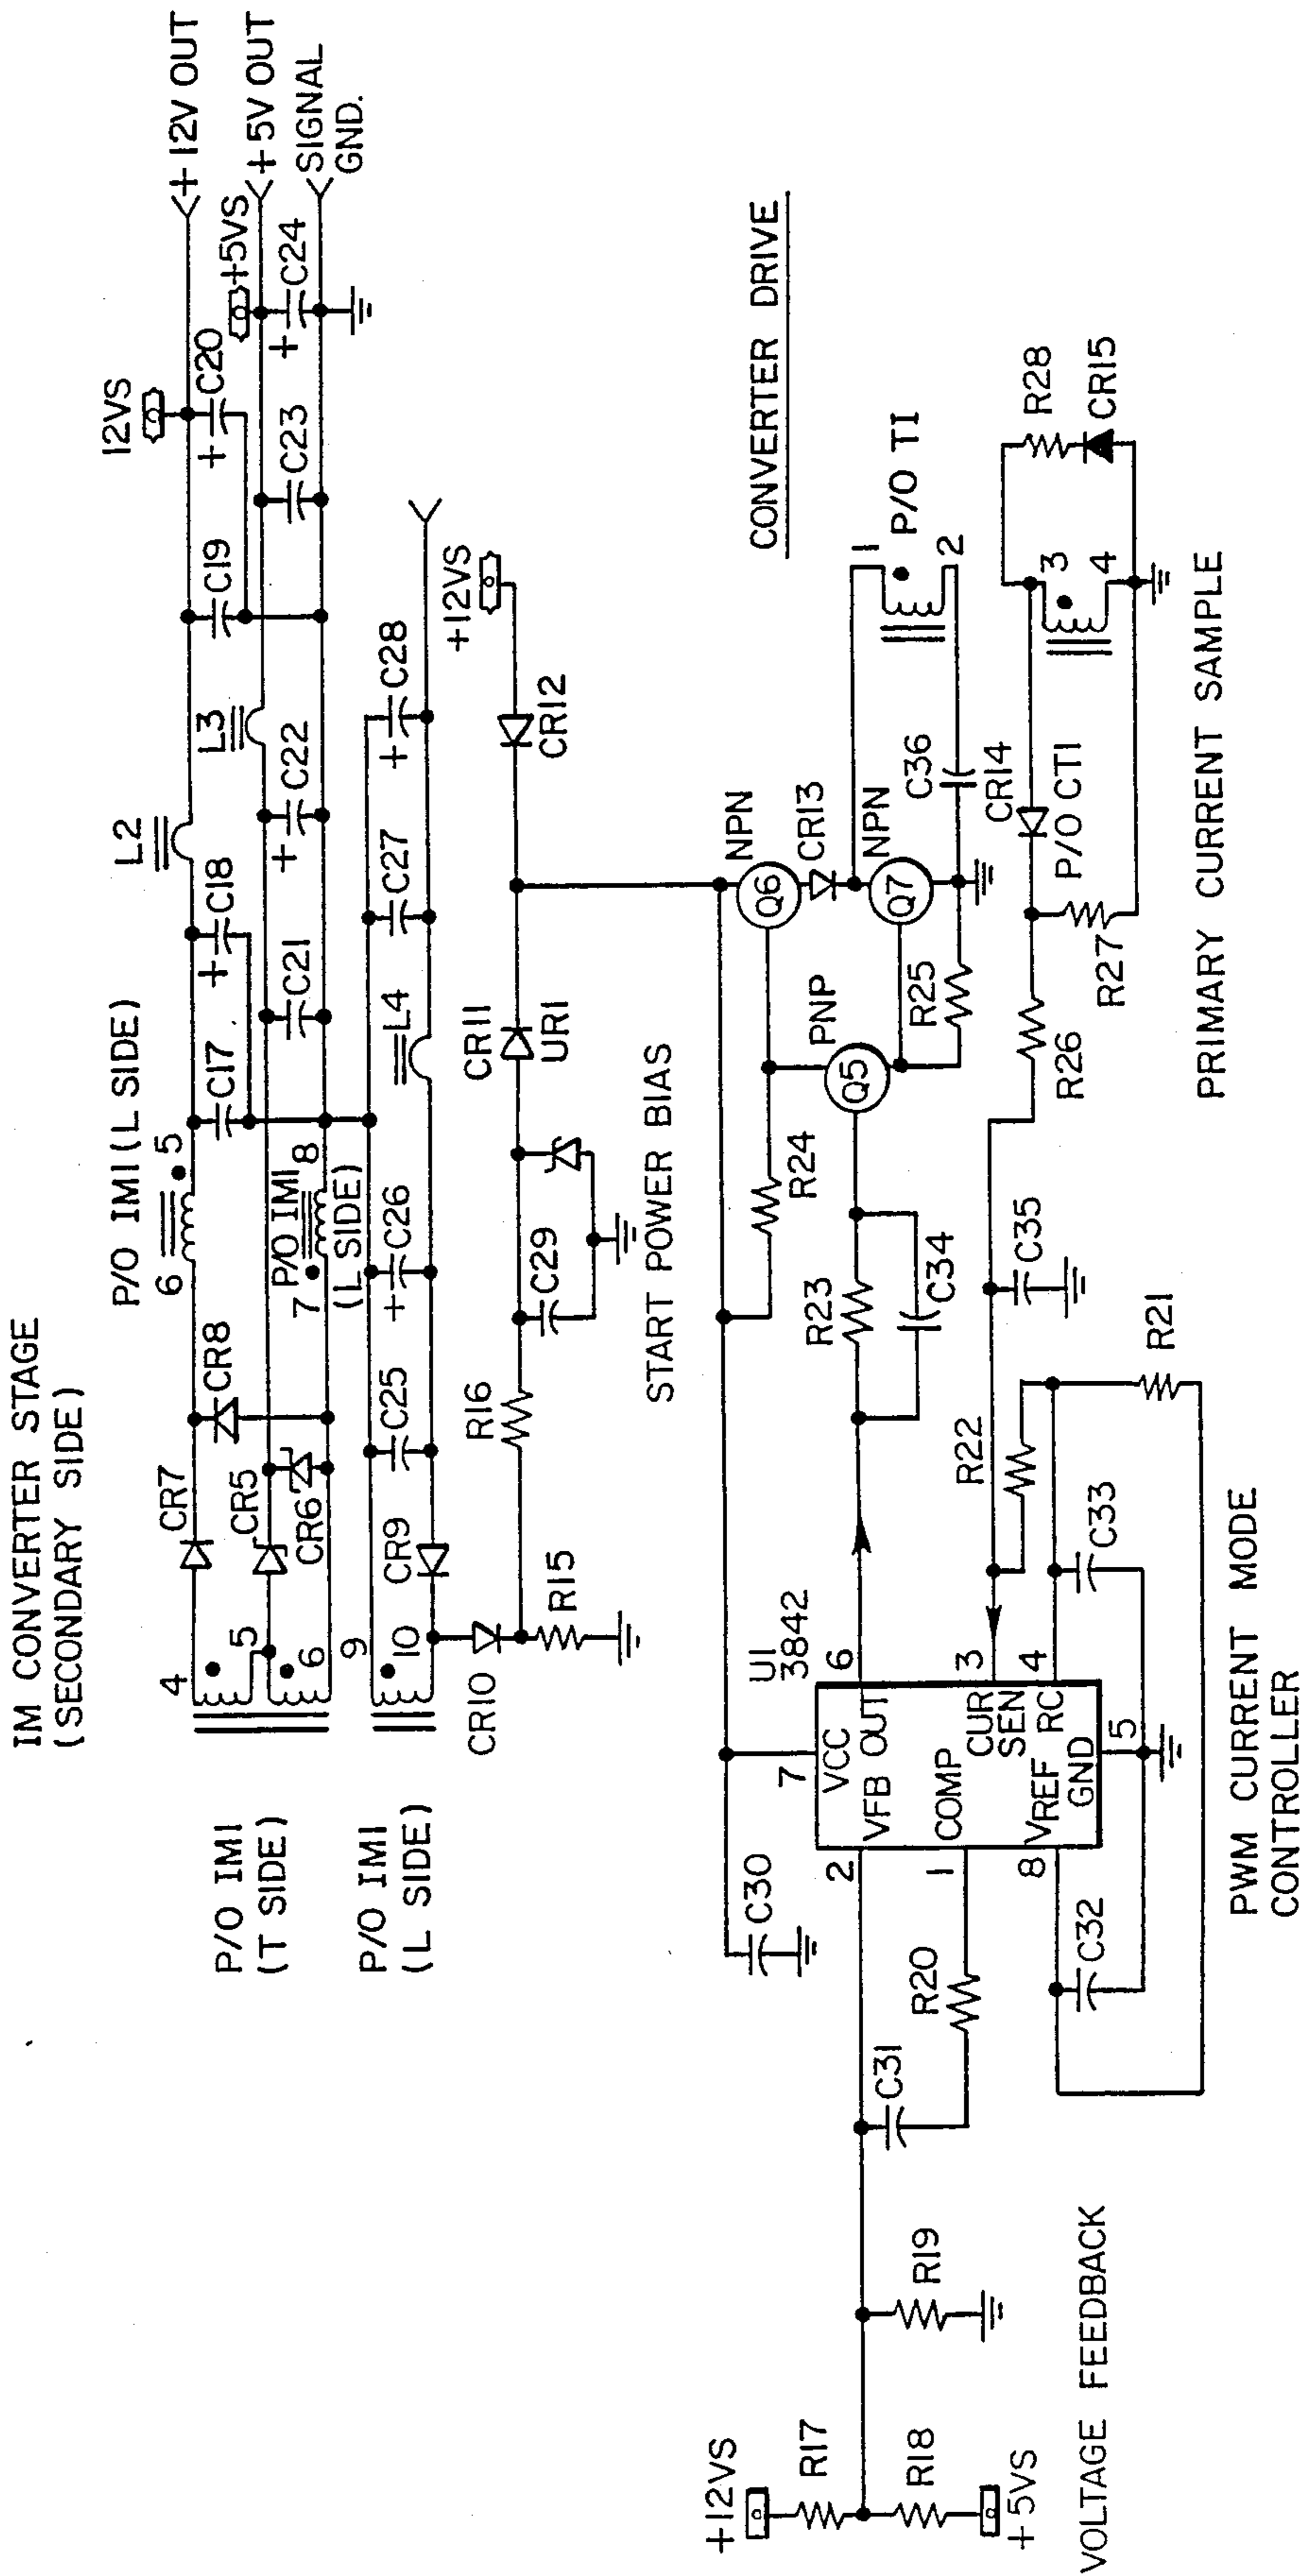 IM CONVERTER STAGE
(SECONDARY SIDE)
P/O IM1
(T SIDE)
P/O IM1
(L SIDE)
4
5
6
9
10
CR7
CR8
CR5
CR6
CR9
CR10
R15
P/O IM1 (L SIDE)
6
5
P/O IM1
7
8
(L SIDE)
C17
C18
L2
C19
C20
12VS
+
+
+12V OUT
C21
C22
+
L3
C23
C24
+
+5VS
+5V OUT
SIGNAL
GND.
C25
C26
+
L4
C27
C28
+
R16
C29
CR11
UR1
CR12
+12VS
START POWER BIAS
CONVERTER DRIVE
C30
U1
3842
7
VCC
2
VFB
OUT
6
1
COMP
CUR
SEN
3
8
VREF
RC
4
GND
5
R23
C34
R24
PNP
Q5
NPN
Q6
CR13
NPN
Q7
R25
C36
1
2
P/O T1
R17
R18
+12VS
+5VS
R19
C31
R20
C32
C33
R21
R22
C35
R26
R27
CR14
P/O CT1
3
4
R28
CR15
VOLTAGE FEEDBACK
PWM CURRENT MODE
CONTROLLER
PRIMARY CURRENT SAMPLE